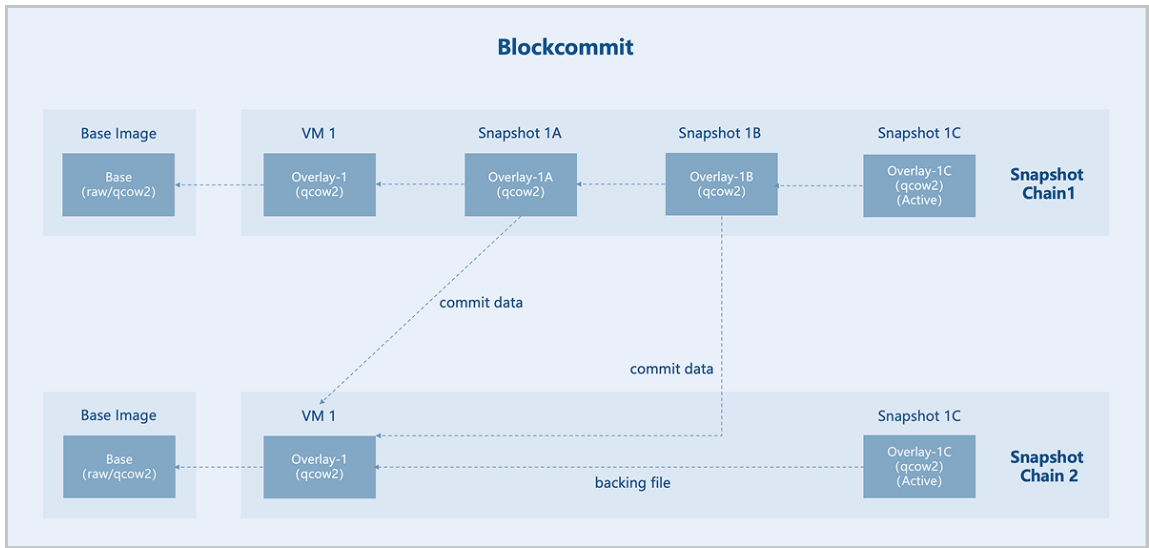 Blockcommit
Base Image
VM 1
Snapshot 1A
Snapshot 1B
Snapshot 1C
Base
(raw/qcow2)
Overlay-1
(qcow2)
Overlay-1A
(qcow2)
Overlay-1B
(qcow2)
Overlay-1C
(qcow2)
(Active)
Snapshot
Chain1
commit data
commit data
Base Image
VM 1
Snapshot 1C
Base
(raw/qcow2)
Overlay-1
(qcow2)
backing file
Overlay-1C
(qcow2)
(Active)
Snapshot
Chain 2